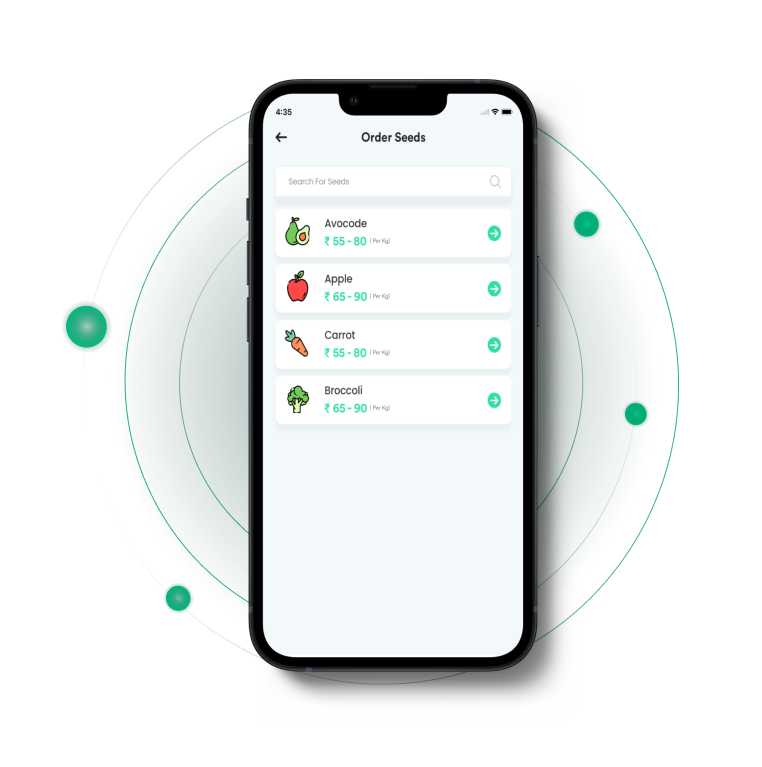 4:35
Order Seeds
Search For Seeds
Avocode
₹ 55 - 80 ( Per Kg)
Apple
₹ 65 - 90 ( Per Kg)
Carrot
₹ 55 - 80 ( Per Kg)
Broccoli
₹ 65 - 90 ( Per Kg)